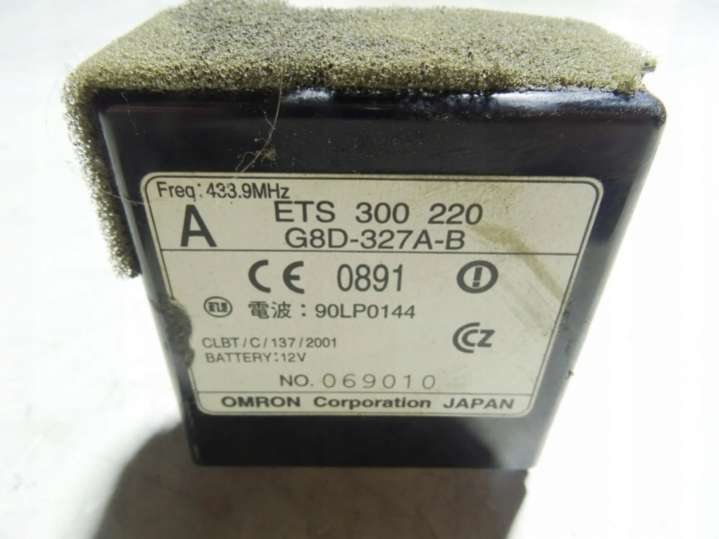 Freq:433.9MHz
A
ETS 300 220
G8D-327A-B
CE 0891
電波:90LP0144
CLBT/C/137/2001
BATTERY:12V
CZ
NO. 069010
OMRON Corporation JAPAN